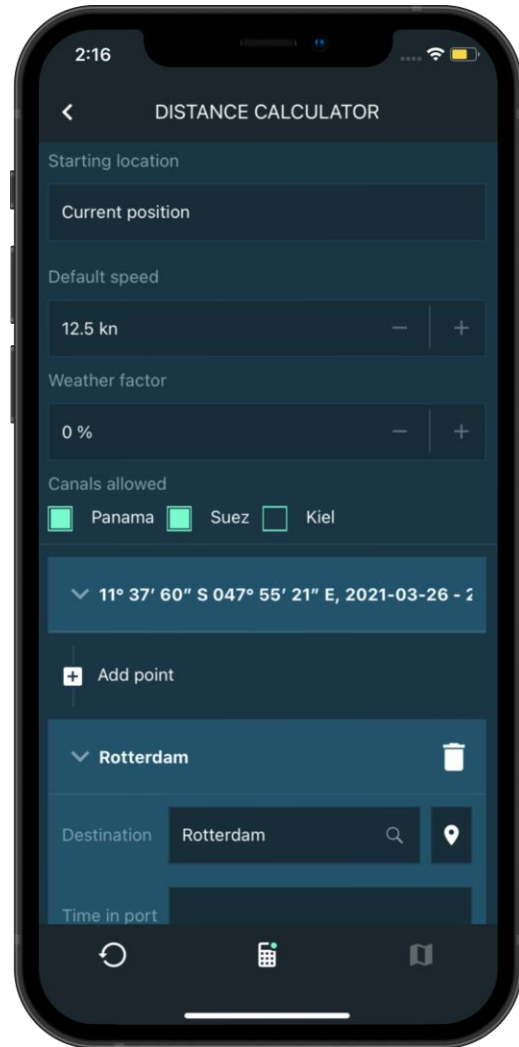 2:16
DISTANCE CALCULATOR
Starting location
Current position
Default speed
12.5 kn
Weather factor
0 %
Canals allowed
Panama Suez Kiel
11° 37′ 60″ S 047° 55′ 21″ E, 2021-03-26 - 2
Add point
Rotterdam
Destination Rotterdam
Time in port